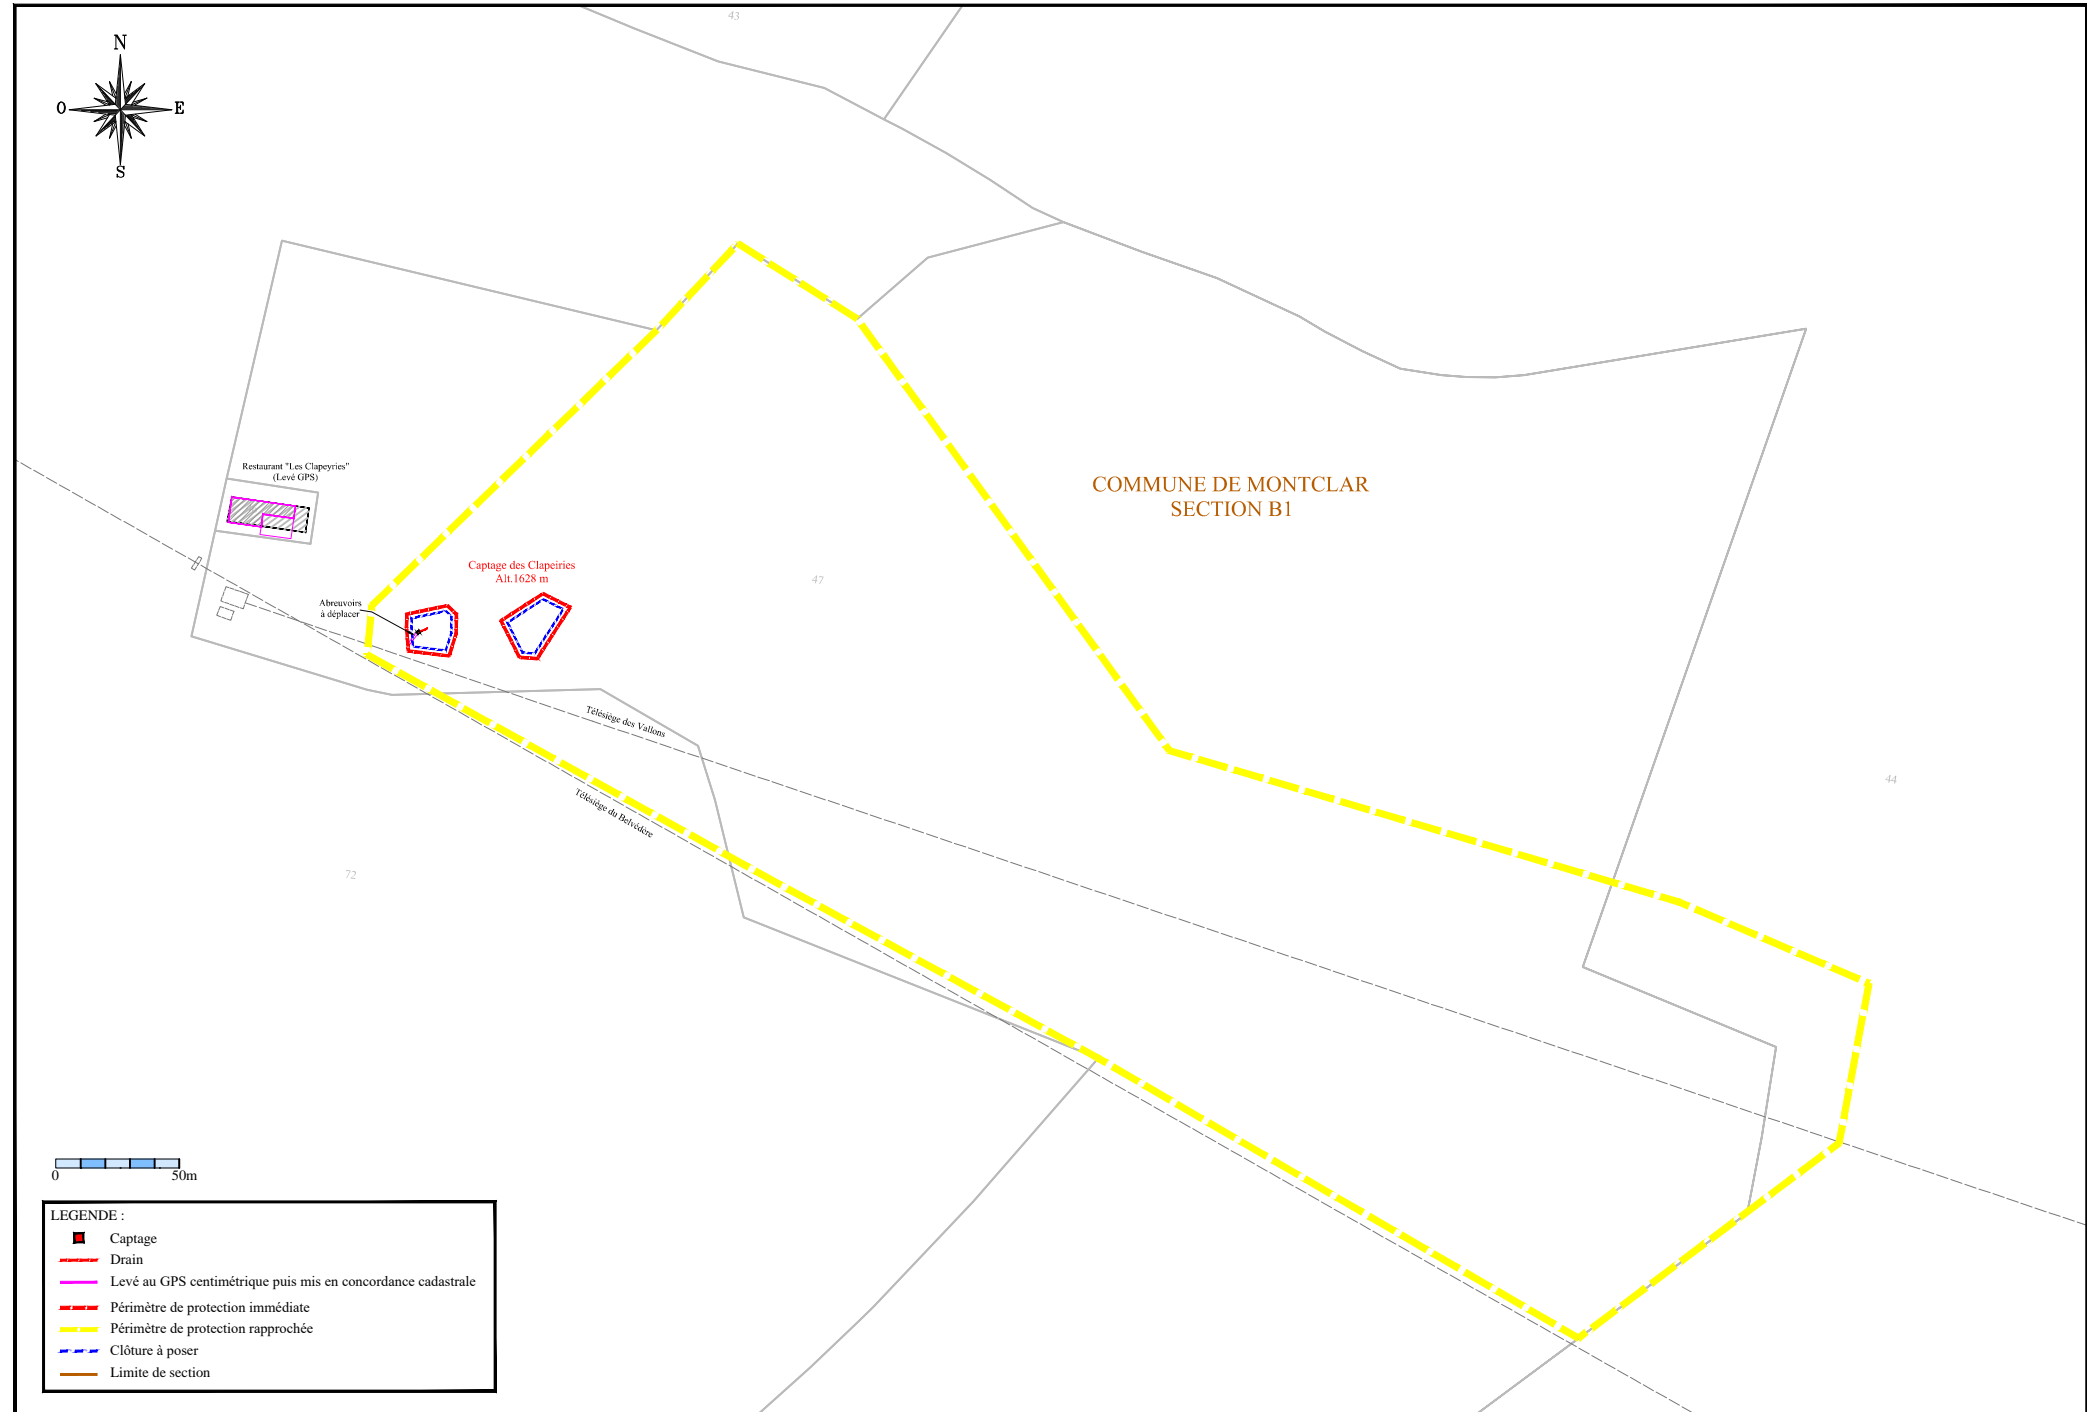 43
N
O
E
S
Restaurant "Les Clapeyries"
(Levé GPS)
COMMUNE DE MONTCLAR
SECTION B1
Captage des Clapeiries
Alt.1628 m
47
Abreuvoirs
à déplacer
Télésiège des Vallons
44
Télésiège du Belvédère
72
0
50m
LEGENDE :
Captage
Drain
Levé au GPS centimétrique puis mis en concordance cadastrale
Périmètre de protection immédiate
Périmètre de protection rapprochée
Clôture à poser
Limite de section